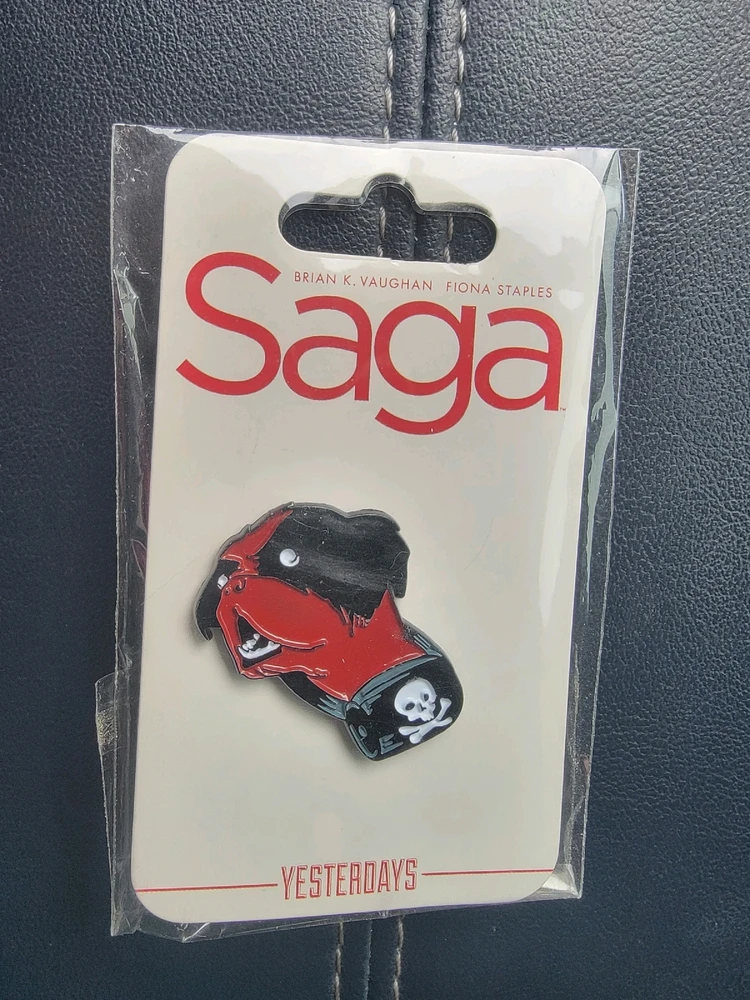 BRIAN K. VAUGHAN FIONA STAPLES
Saga
YESTERDAYS